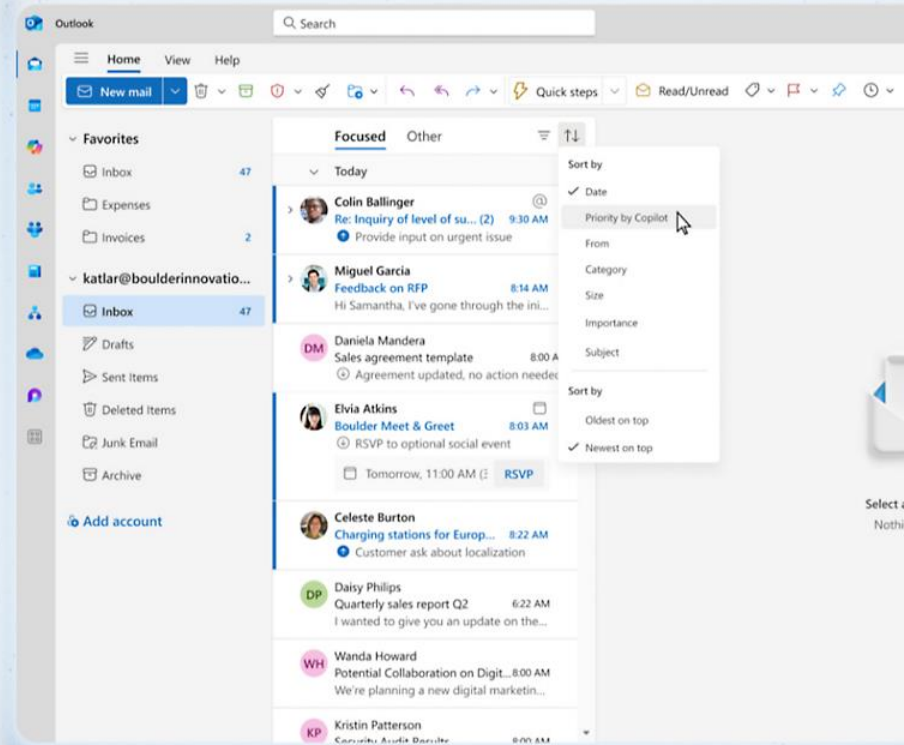 Outlook
Search
Home View Help
New mail
Quick steps
Read/Unread
Favorites
Inbox 47
Expenses
Invoices 2
katlar@boulderinnovatio...
Inbox 47
Drafts
Sent Items
Deleted Items
Junk Email
Archive
Add account
Focused Other
Today
Colin Ballinger @
Re: Inquiry of level of su... (2) 9:30 AM
Provide input on urgent issue
Miguel Garcia
Feedback on RFP 8:14 AM
Hi Samantha, I've gone through the ini...
Daniela Mandera
DM
Sales agreement template 8:00 A
Agreement updated, no action needed
Elvia Atkins
Boulder Meet & Greet 8:03 AM
RSVP to optional social event
Tomorrow, 11:00 AM (3 RSVP
Celeste Burton
Charging stations for Europ... 8:22 AM
Customer ask about localization
Daisy Philips
DP
Quarterly sales report Q2 6:22 AM
I wanted to give you an update on the...
Wanda Howard
WH
Potential Collaboration on Digit... 8:00 AM
We're planning a new digital marketin...
Kristin Patterson
KP
Security Audit Results 8:00 AM
Sort by
Date
Priority by Copilot
From
Category
Size
Importance
Subject
Sort by
Oldest on top
Newest on top
Select a
Nothi